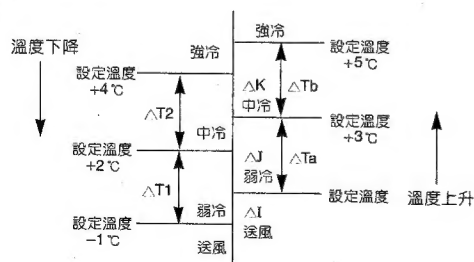 溫度下降
強冷
設定溫度
+4℃
△T2
中冷
設定溫度
+2℃
△T1
弱冷
設定溫度
-1℃
送風
強冷
設定溫度
+5℃
△K
△Tb
中冷
設定溫度
+3℃
△J
△Ta
弱冷
設定溫度
△I
送風
溫度上升